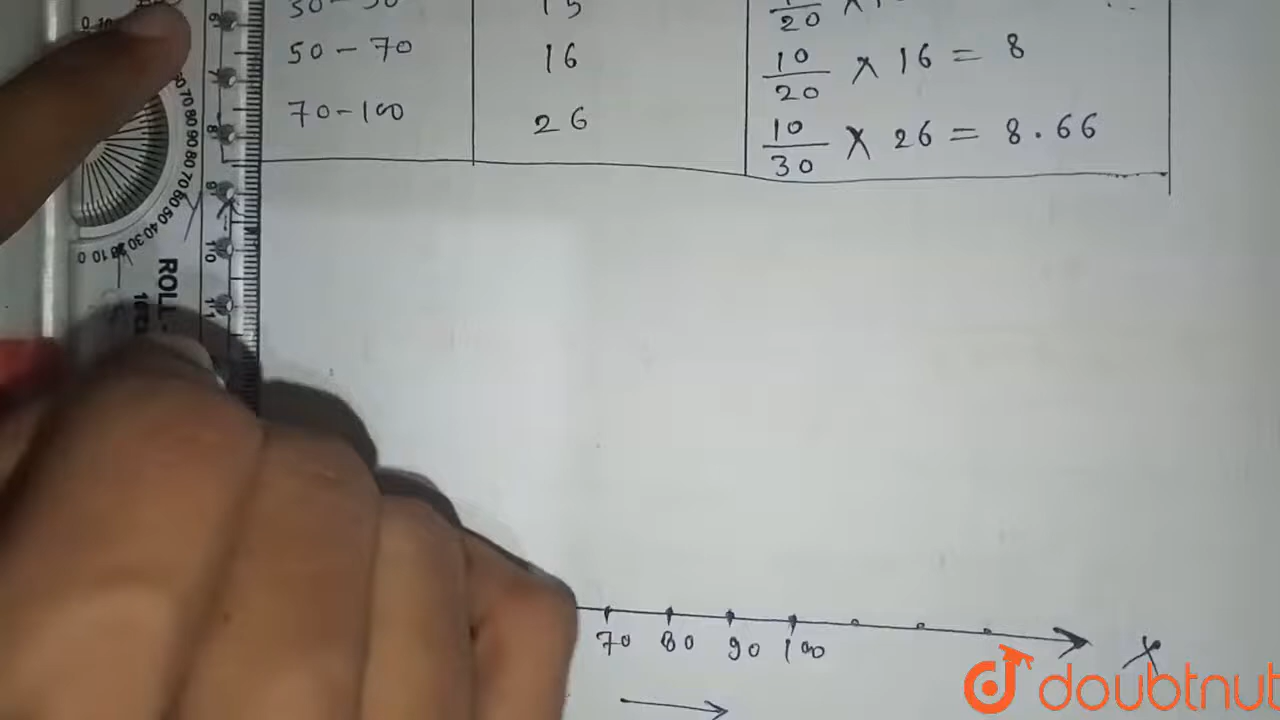 50 - 70 16 10/20 × 16 = 8
70 - 100 26 10/30 × 26 = 8.66
70 80 90 100
X
doubtnut